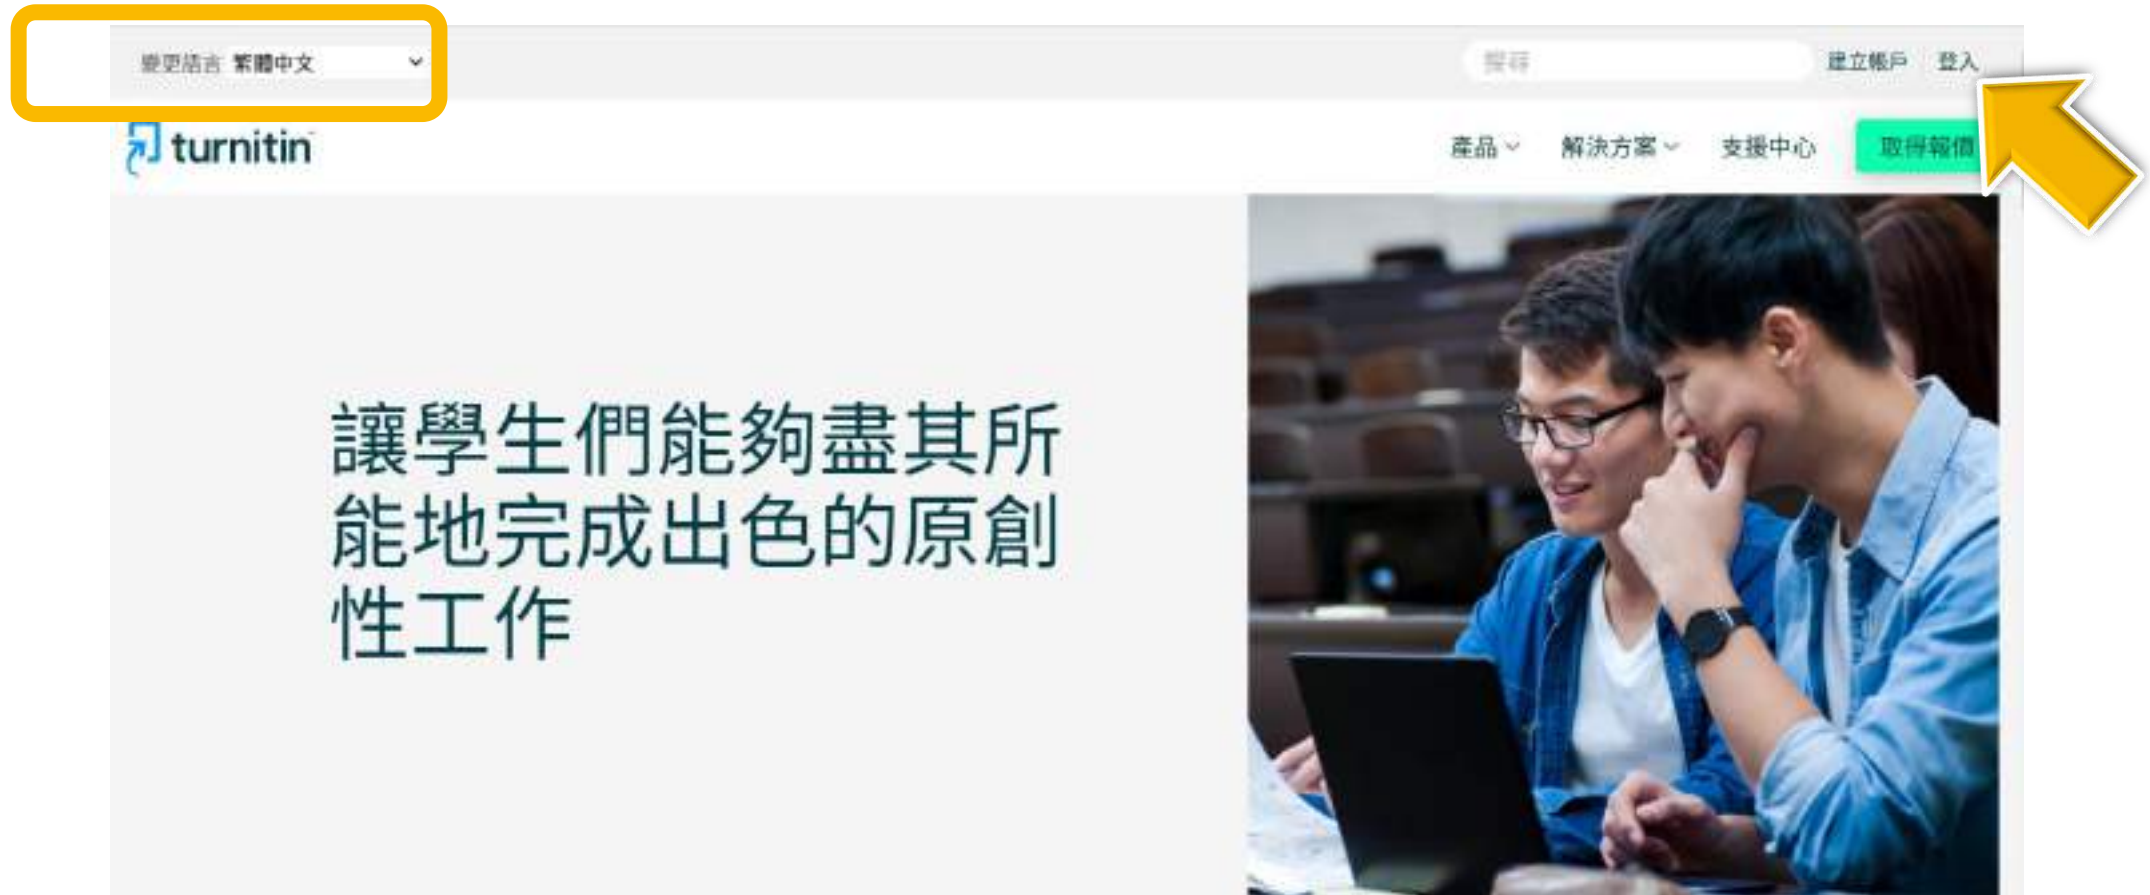 變更語言 繁體中文
搜尋 建立帳戶 登入
turnitin
產品 解決方案 支援中心 取得報價
讓學生們能夠盡其所
能地完成出色的原創
性工作